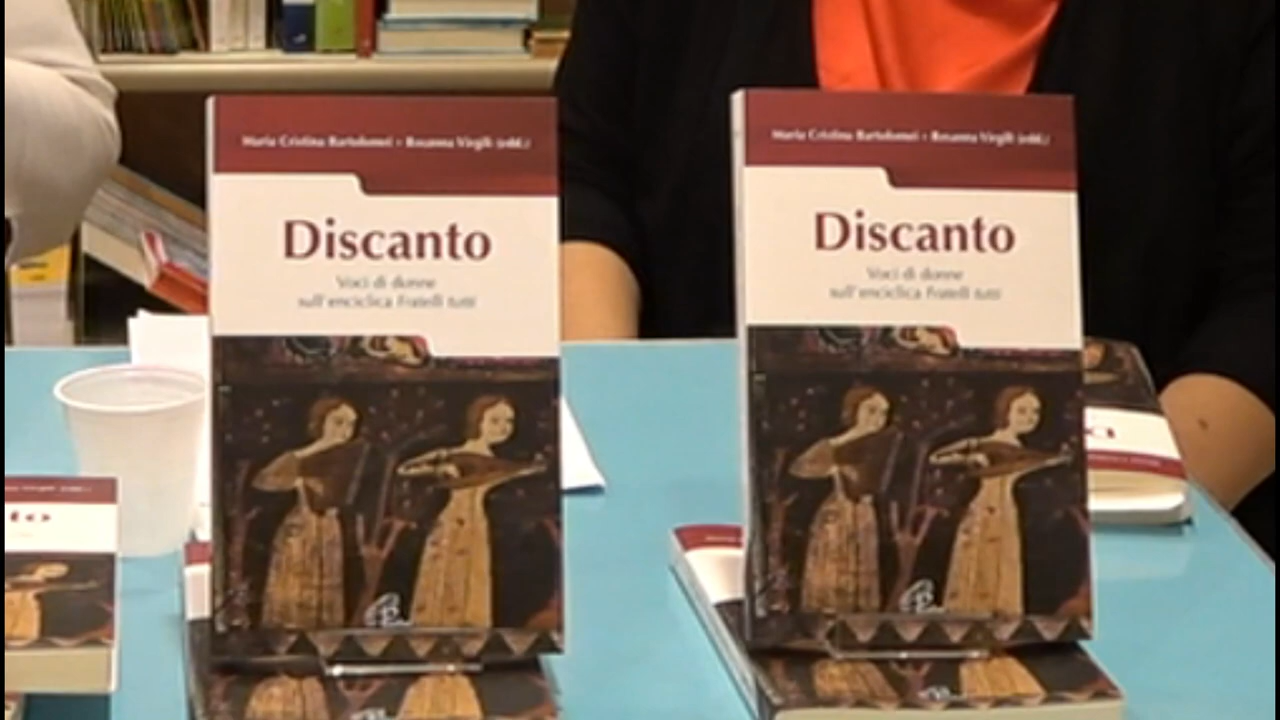 Maria Cristina Bartolomei - Rosanna Virgili (edd.)
Discanto
Voci di donne
sull'enciclica Fratelli tutti
Maria Cristina Bartolomei - Rosanna Virgili (edd.)
Discanto
Voci di donne
sull'enciclica Fratelli tutti
to
a